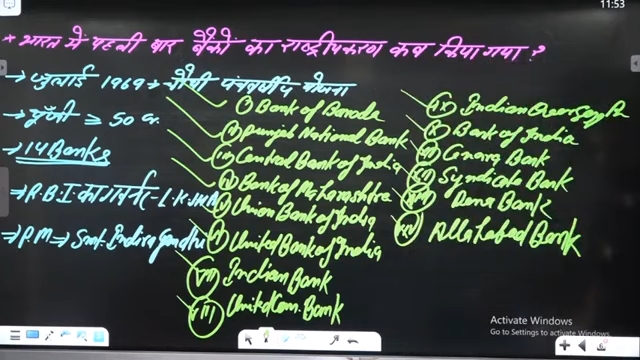 11:53
* भारत में पहली बार बैंकों का राष्ट्रीयकरण कब किया गया ?
→ जुलाई 1969 → चौथी पंचवर्षीय योजना
→ पूँजी ≥ 50 cr.
→ 14 Banks
→ R.B.I का गवर्नर - L.K. JHA
→ P.M → Smt. Indira Gandhi
i) Bank of Baroda
ii) Punjab National Bank
iii) Central Bank of India
iv) Bank of Maharashtra
v) Union Bank of India
vi) United Bank of India
vii) Indian Bank
viii) United Com. Bank
ix) Indian Overseas
x) Bank of India
xi) Canara Bank
xii) Syndicate Bank
xiii) Dena Bank
xiv) Allahabad Bank
Activate Windows
Go to Settings to activate Windows.